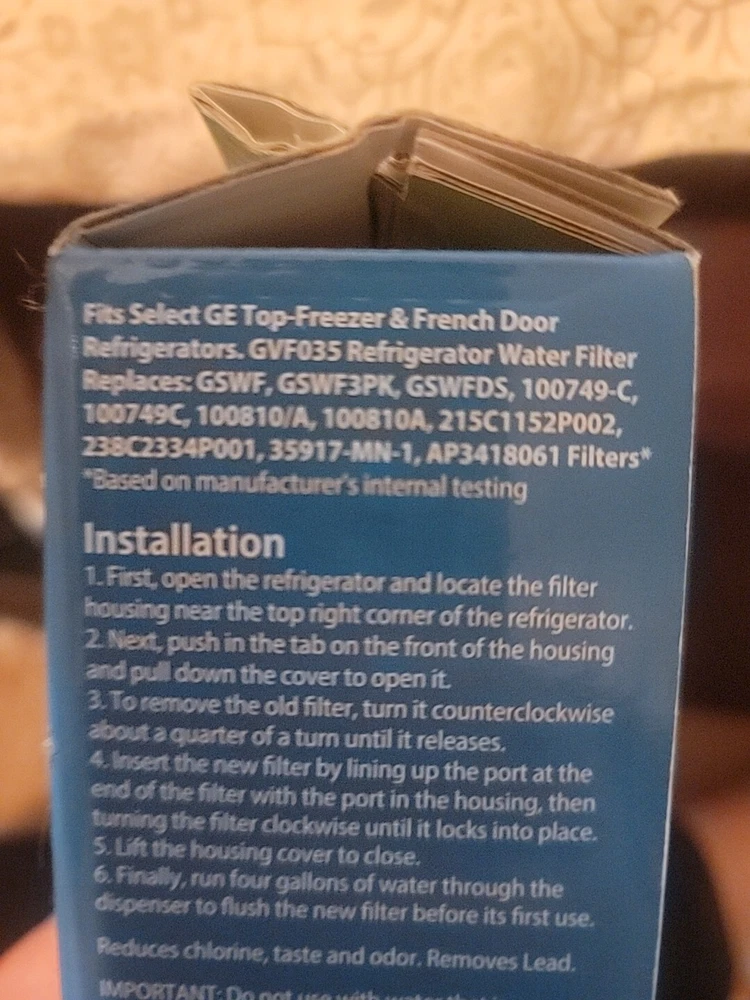 Fits Select GE Top-Freezer & French Door
Refrigerators. GVF035 Refrigerator Water Filter
Replaces: GSWF, GSWF3PK, GSWFDS, 100749-C,
100749C, 100810/A, 100810A, 215C1152P002,
238C2334P001, 35917-MN-1, AP3418061 Filters*
*Based on manufacturer's internal testing
Installation
1. First, open the refrigerator and locate the filter
housing near the top right corner of the refrigerator.
2. Next, push in the tab on the front of the housing
and pull down the cover to open it.
3. To remove the old filter, turn it counterclockwise
about a quarter of a turn until it releases.
4. Insert the new filter by lining up the port at the
end of the filter with the port in the housing, then
turning the filter clockwise until it locks into place.
5. Lift the housing cover to close.
6. Finally, run four gallons of water through the
dispenser to flush the new filter before its first use.
Reduces chlorine, taste and odor. Removes Lead.
IMPORTANT: Do not use with water that